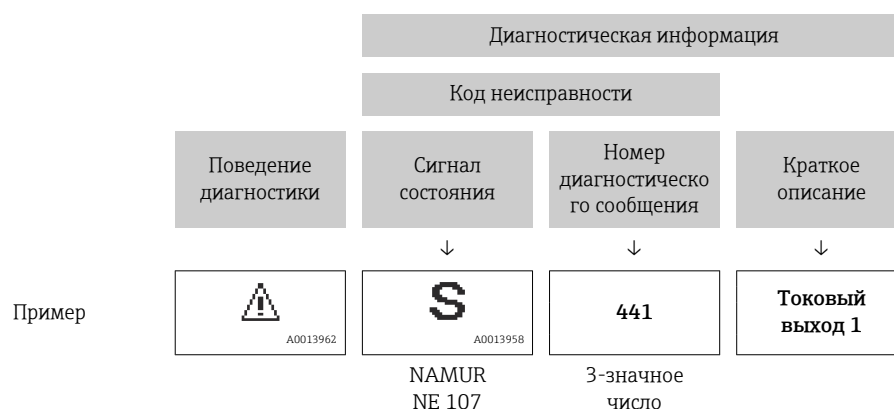 Диагностическая информация
Код неисправности
Поведение
диагностики
Сигнал
состояния
Номер
диагностическо
го сообщения
Краткое
описание
↓
↓
↓
Пример
A0013962
S
A0013958
441
Токовый
выход 1
NAMUR
NE 107
3-значное
число